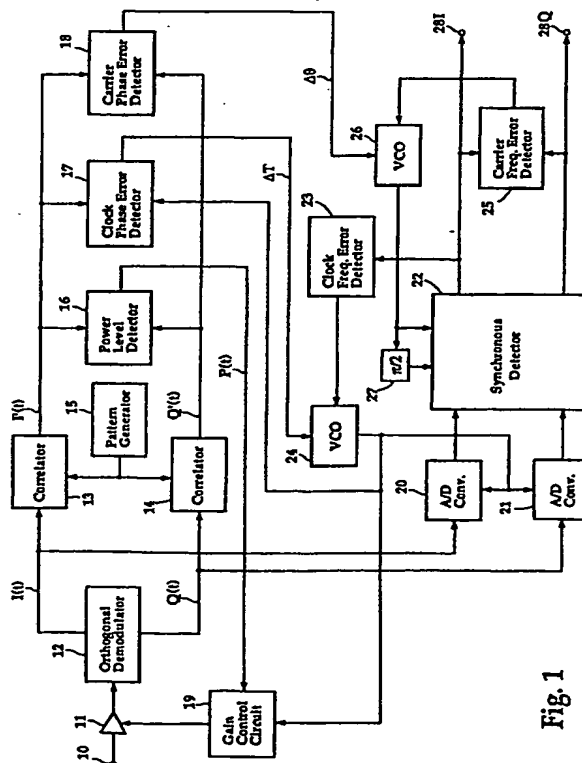 10
11
12
Orthogonal
Demodulator
I(t)
Q(t)
13
Correlator
14
Correlator
15
Pattern
Generator
I'(t)
Q'(t)
16
Power
Level
Detector
P(t)
17
Clock
Phase Error
Detector
ΔT
18
Carrier
Phase Error
Detector
Δθ
19
Gain
Control
Circuit
20
A/D
Conv.
21
A/D
Conv.
22
Synchronous
Detector
23
Clock
Freq. Error
Detector
24
VCO
25
Carrier
Freq. Error
Detector
26
VCO
27
π/2
28I
28Q
Fig. 1